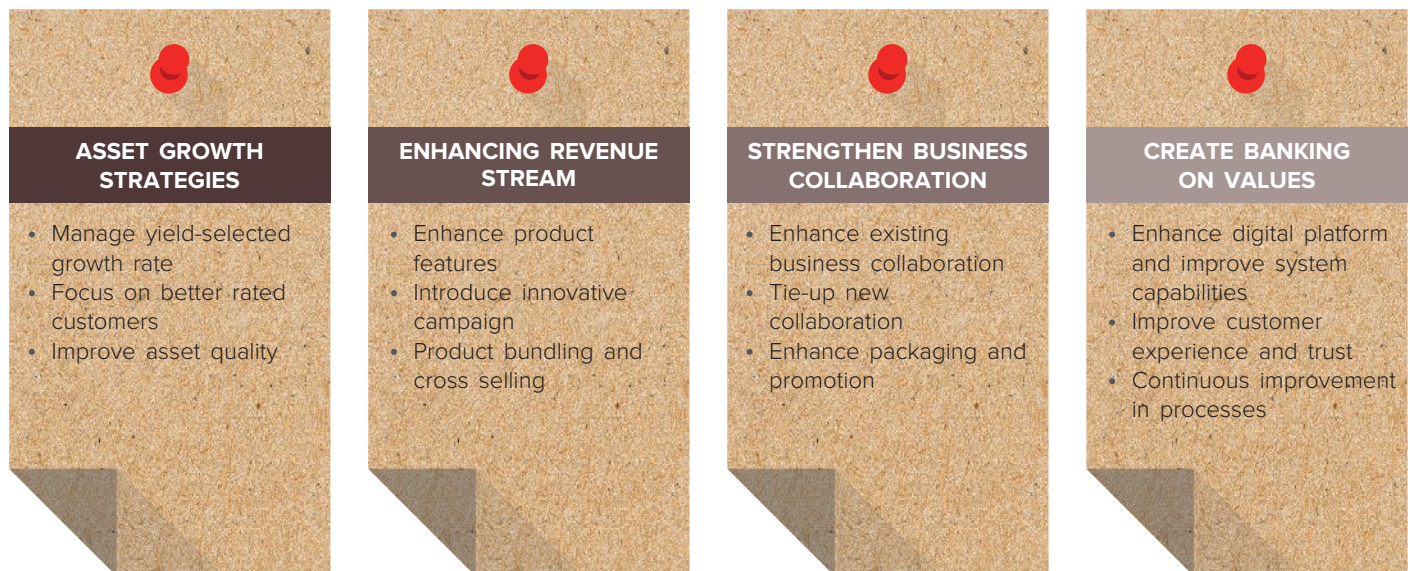 ASSET GROWTH
STRATEGIES
• Manage yield-selected
growth rate
• Focus on better rated
customers
• Improve asset quality
ENHANCING REVENUE
STREAM
• Enhance product
features
• Introduce innovative
campaign
• Product bundling and
cross selling
STRENGTHEN BUSINESS
COLLABORATION
• Enhance existing
business collaboration
• Tie-up new
collaboration
• Enhance packaging and
promotion
CREATE BANKING
ON VALUES
• Enhance digital platform
and improve system
capabilities
• Improve customer
experience and trust
• Continuous improvement
in processes